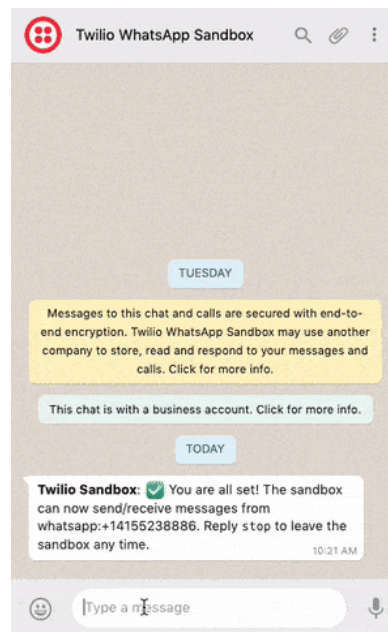 Twilio WhatsApp Sandbox
TUESDAY
Messages to this chat and calls are secured with end-to-
end encryption. Twilio WhatsApp Sandbox may use another
company to store, read and respond to your messages and
calls. Click for more info.
This chat is with a business account. Click for more info.
TODAY
Twilio Sandbox: ✅ You are all set! The sandbox
can now send/receive messages from
whatsapp:+14155238886. Reply stop to leave the
sandbox any time.
10:21 AM
Type a message